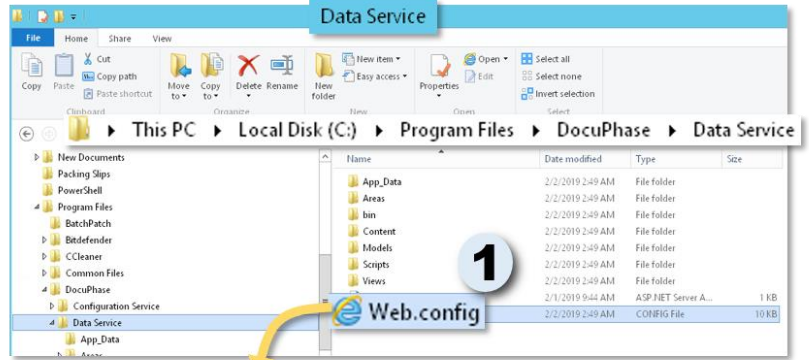 Data Service
File Home Share View
Copy
Paste
Cut
Copy path
Paste shortcut
Move to
Copy to
Delete
Rename
New folder
New item
Easy access
Properties
Open
Edit
Select all
Select none
Invert selection
Clipboard Organize New Open Select
This PC Local Disk (C:) Program Files DocuPhase Data Service
New Documents
Packing Slips
PowerShell
Program Files
BatchPatch
Bitdefender
CCleaner
Common Files
DocuPhase
Configuration Service
Data Service
App_Data
Areas
Name Date modified Type Size
App_Data 2/2/2019 2:49 AM File folder
Areas 2/2/2019 2:49 AM File folder
bin 2/2/2019 2:49 AM File folder
Content 2/2/2019 2:49 AM File folder
Models 2/2/2019 2:49 AM File folder
Scripts 2/2/2019 2:49 AM File folder
Views 2/2/2019 2:49 AM File folder
2/1/2019 9:44 AM ASP.NET Server A... 1 KB
Web.config 2/2/2019 2:49 AM CONFIG File 10 KB
1